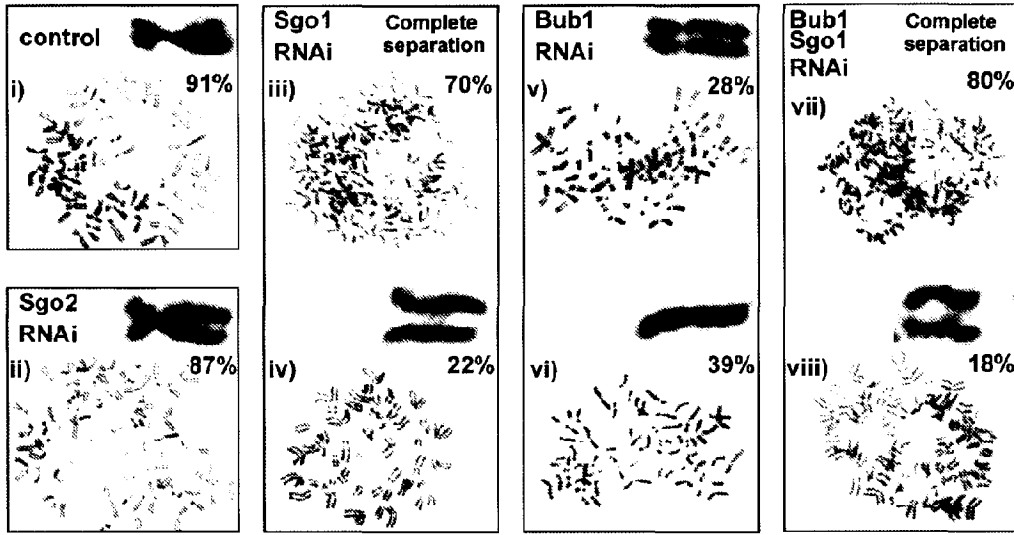 control
91%
i)
Sgo2
RNAi
87%
ii)
Sgo1
RNAi
Complete
separation
70%
iii)
22%
iv)
Bub1
RNAi
28%
v)
39%
vi)
Bub1
Sgo1
RNAi
Complete
separation
80%
vii)
18%
viii)